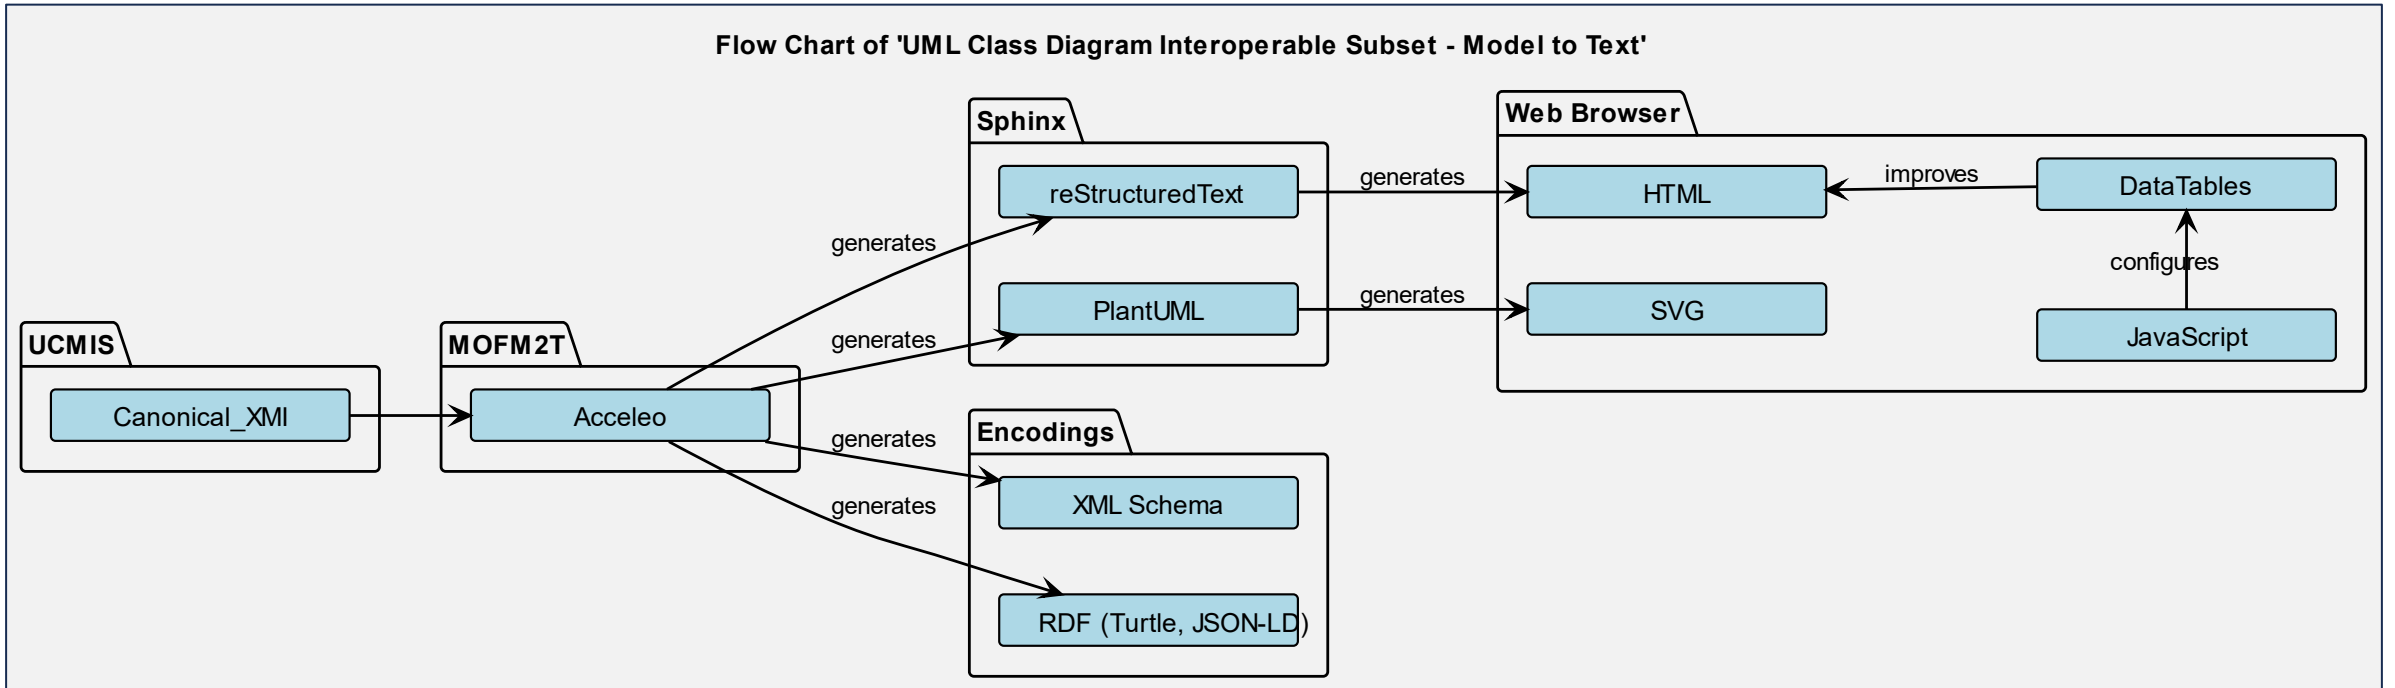 Flow Chart of 'UML Class Diagram Interoperable Subset - Model to Text'
UCMIS
Canonical_XMI
MOFM2T
Acceleo
generates
generates
generates
generates
Sphinx
reStructuredText
PlantUML
Encodings
XML Schema
RDF (Turtle, JSON-LD)
generates
generates
Web Browser
HTML
SVG
improves
DataTables
configures
JavaScript